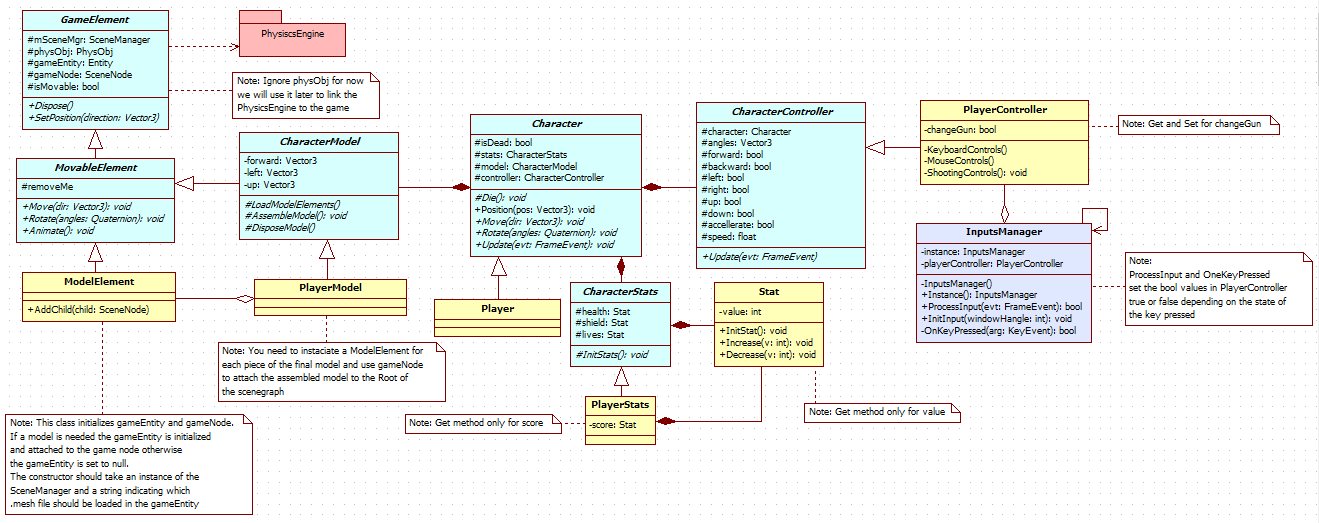 GameElement
#mSceneMgr: SceneManager
#physObj: PhysObj
#gameEntity: Entity
#gameNode: SceneNode
#isMovable: bool
+Dispose()
+SetPosition(direction: Vector3)
PhysiscsEngine
Note: Ignore physObj for now
we will use it later to link the
PhysicsEngine to the game
MovableElement
#removeMe
+Move(dir: Vector3): void
+Rotate(angles: Quaternion): void
+Animate(): void
CharacterModel
-forward: Vector3
-left: Vector3
-up: Vector3
#LoadModelElements()
#AssembleModel(): void
#DisposeModel()
Character
#isDead: bool
#stats: CharacterStats
#model: CharacterModel
#controller: CharacterController
#Die(): void
+Position(pos: Vector3): void
+Move(dir: Vector3): void
+Rotate(angles: Quaternion): void
+Update(evt: FrameEvent): void
CharacterController
#character: Character
#angles: Vector3
#forward: bool
#backward: bool
#left: bool
#right: bool
#up: bool
#down: bool
#accellerate: bool
#speed: float
+Update(evt: FrameEvent)
PlayerController
-changeGun: bool
-KeyboardControls()
-MouseControls()
-ShootingControls(): void
Note: Get and Set for changeGun
InputsManager
-instance: InputsManager
-playerController: PlayerController
-InputsManager()
+Instance(): InputsManager
+ProcessInput(evt: FrameEvent): bool
+InitInput(windowHangle: int): void
-OnKeyPressed(arg: KeyEvent): bool
Note:
ProcessInput and OneKeyPressed
set the bool values in PlayerController
true or false depending on the state of
the key pressed
ModelElement
+AddChild(child: SceneNode)
PlayerModel
Player
CharacterStats
#health: Stat
#shield: Stat
#lives: Stat
#InitStats(): void
Stat
-value: int
+InitStat(): void
+Increase(v: int): void
+Decrease(v: int): void
Note: You need to instaciate a ModelElement for
each piece of the final model and use gameNode
to attach the assembled model to the Root of
the scenegraph
PlayerStats
-score: Stat
Note: Get method only for score
Note: Get method only for value
Note: This class initializes gameEntity and gameNode.
If a model is needed the gameEntity is initialized
and attached to the game node otherwise
the gameEntity is set to null.
The constructor should take an instance of the
SceneManager and a string indicating which
.mesh file should be loaded in the gameEntity